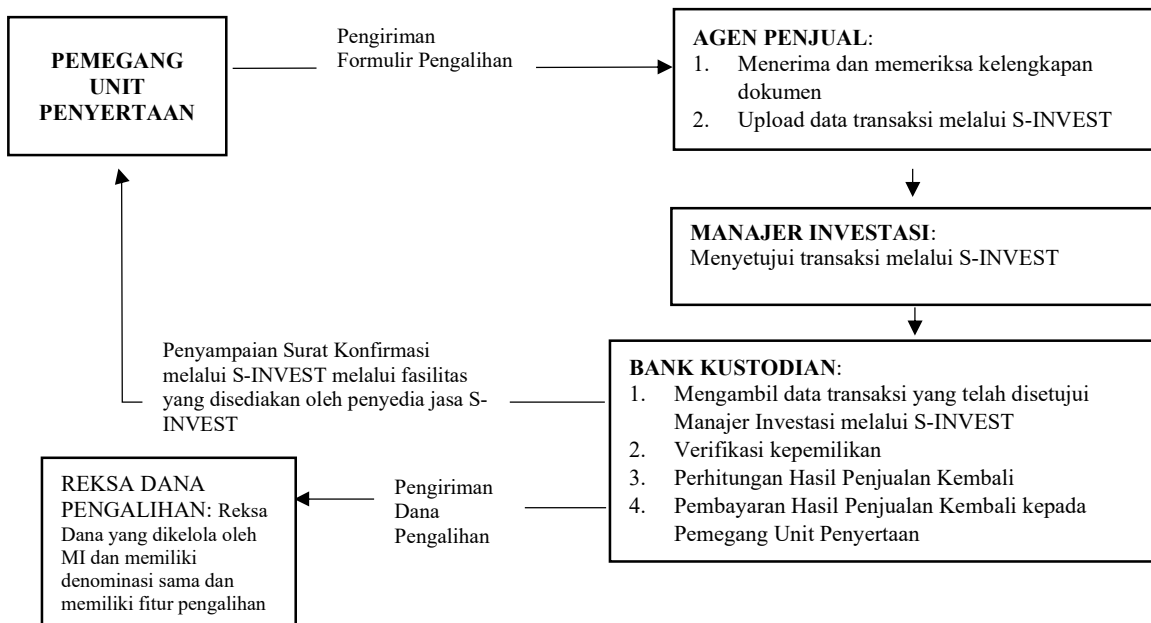 PEMEGANG
UNIT
PENYERTAAN
Pengiriman
Formulir Pengalihan
AGEN PENJUAL:
1. Menerima dan memeriksa kelengkapan
dokumen
2. Upload data transaksi melalui S-INVEST
MANAJER INVESTASI:
Menyetujui transaksi melalui S-INVEST
BANK KUSTODIAN:
1. Mengambil data transaksi yang telah disetujui
Manajer Investasi melalui S-INVEST
2. Verifikasi kepemilikan
3. Perhitungan Hasil Penjualan Kembali
4. Pembayaran Hasil Penjualan Kembali kepada
Pemegang Unit Penyertaan
Penyampaian Surat Konfirmasi
melalui S-INVEST melalui fasilitas
yang disediakan oleh penyedia jasa S-
INVEST
Pengiriman
Dana
Pengalihan
REKSA DANA
PENGALIHAN: Reksa
Dana yang dikelola oleh
MI dan memiliki
denominasi sama dan
memiliki fitur pengalihan